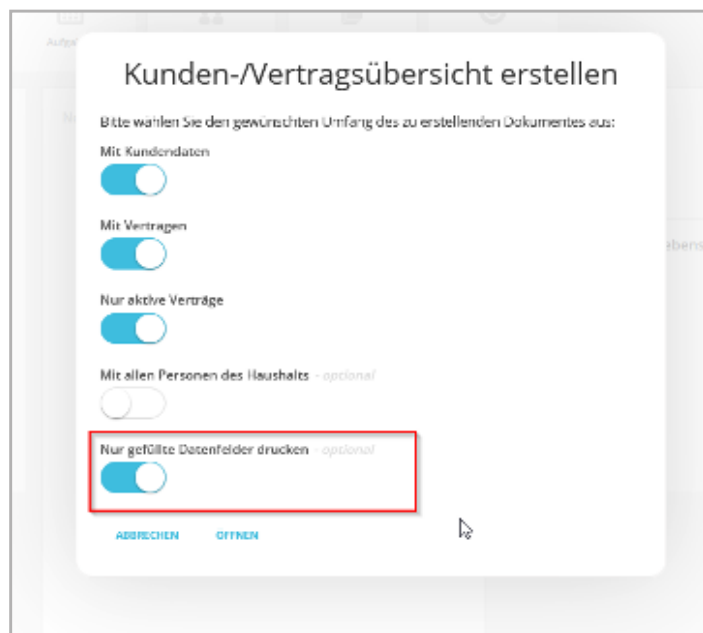 Kunden-/Vertragsübersicht erstellen
Bitte wählen Sie den gewünschten Umfang des zu erstellenden Dokumentes aus:
Mit Kundendaten
Mit Verträgen
Nur aktive Verträge
Mit allen Personen des Haushalts - optional
Nur gefüllte Datenfelder drucken - optional
ABBRECHEN ÖFFNEN